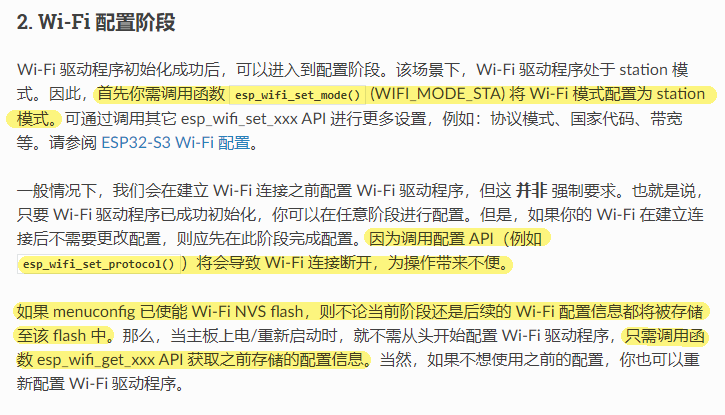 2. Wi-Fi 配置阶段
Wi-Fi 驱动程序初始化成功后，可以进入到配置阶段。该场景下，Wi-Fi 驱动程序处于 station 模
式。因此，首先你需调用函数 esp_wifi_set_mode() (WIFI_MODE_STA) 将 Wi-Fi 模式配置为 station
模式。可通过调用其它 esp_wifi_set_xxx API 进行更多设置，例如：协议模式、国家代码、带宽
等。请参阅 ESP32-S3 Wi-Fi 配置。
一般情况下，我们会在建立 Wi-Fi 连接之前配置 Wi-Fi 驱动程序，但这 并非 强制要求。也就是说，
只要 Wi-Fi 驱动程序已成功初始化，你可以在任意阶段进行配置。但是，如果你的 Wi-Fi 在建立连
接后不需要更改配置，则应先在此阶段完成配置。因为调用配置 API（例如
esp_wifi_set_protocol()）将会导致 Wi-Fi 连接断开，为操作带来不便。
如果 menuconfig 已使能 Wi-Fi NVS flash，则不论当前阶段还是后续的 Wi-Fi 配置信息都将被存储
至该 flash 中。那么，当主板上电/重新启动时，就不需从头开始配置 Wi-Fi 驱动程序，只需调用函
数 esp_wifi_get_xxx API 获取之前存储的配置信息。当然，如果不想使用之前的配置，你也可以重
新配置 Wi-Fi 驱动程序。